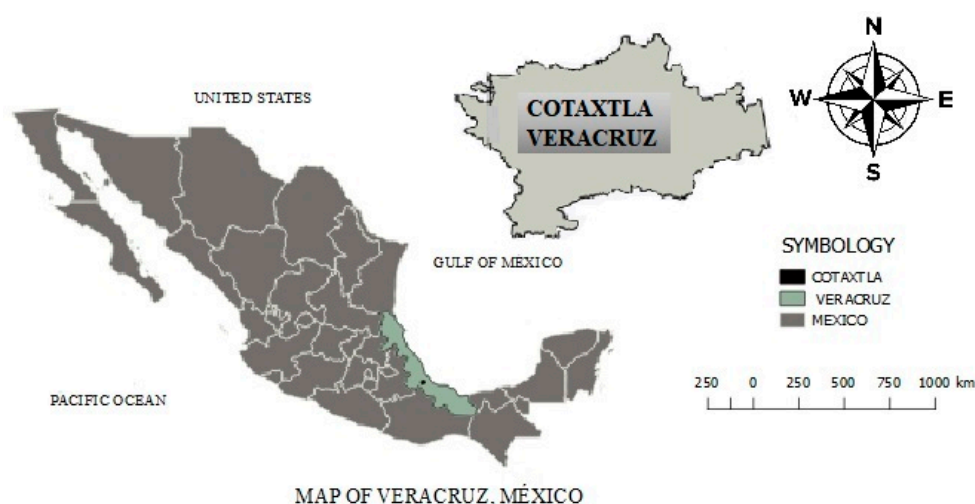 N
UNITED STATES
COTAXTLA
VERACRUZ
W E
S
SYMBOLOGY
GULF OF MEXICO
COTAXTLA
VERACRUZ
MEXICO
250 0 250 500 750 1000 km
PACIFIC OCEAN
MAP OF VERACRUZ, MÉXICO